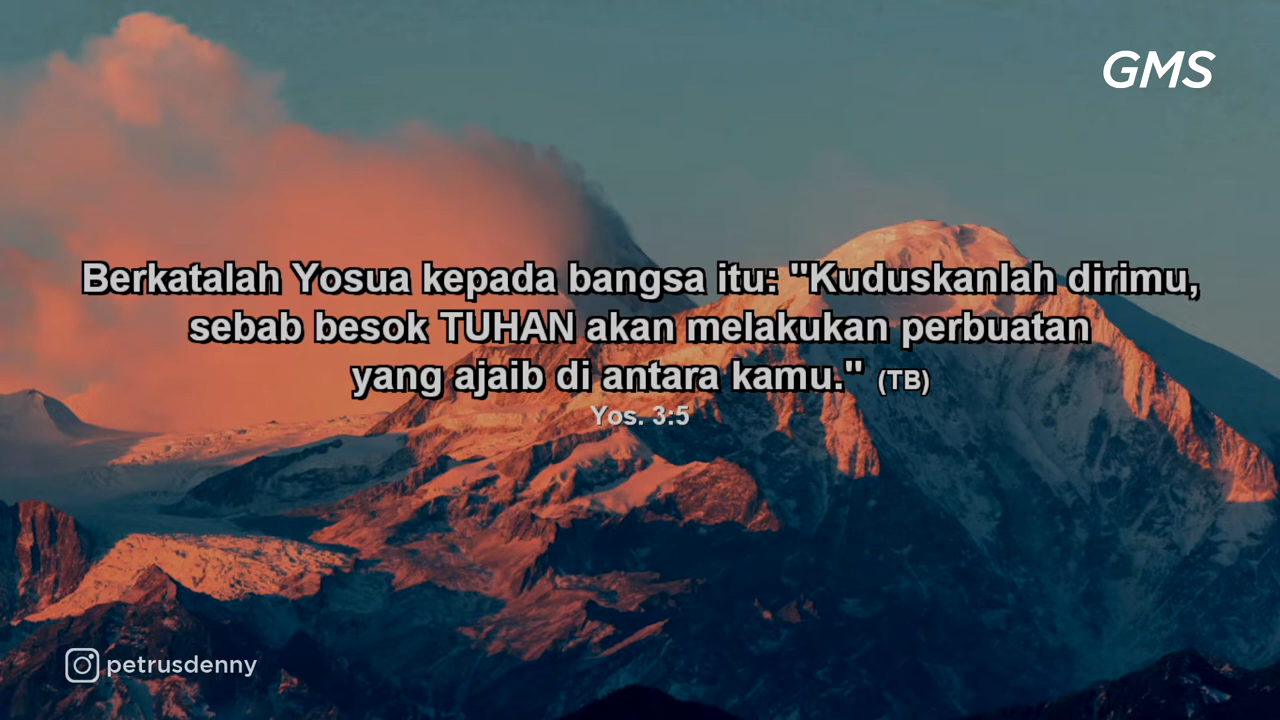 GMS
Berkatalah Yosua kepada bangsa itu: "Kuduskanlah dirimu,
sebab besok TUHAN akan melakukan perbuatan
yang ajaib di antara kamu." (TB)
Yos. 3:5
petrusdenny